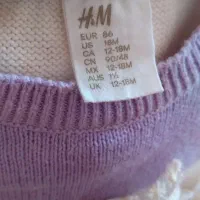 H&M
EUR 86
US 18M
CA 12-18M
CN 90/48
MX 12-18M
AUS 1½
UK 12-18M